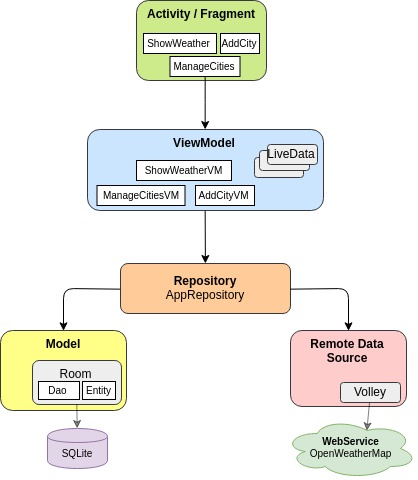 Activity / Fragment
ShowWeather
AddCity
ManageCities
ViewModel
LiveData
ShowWeatherVM
ManageCitiesVM
AddCityVM
Repository
AppRepository
Model
Room
Dao
Entity
SQLite
Remote Data
Source
Volley
WebService
OpenWeatherMap